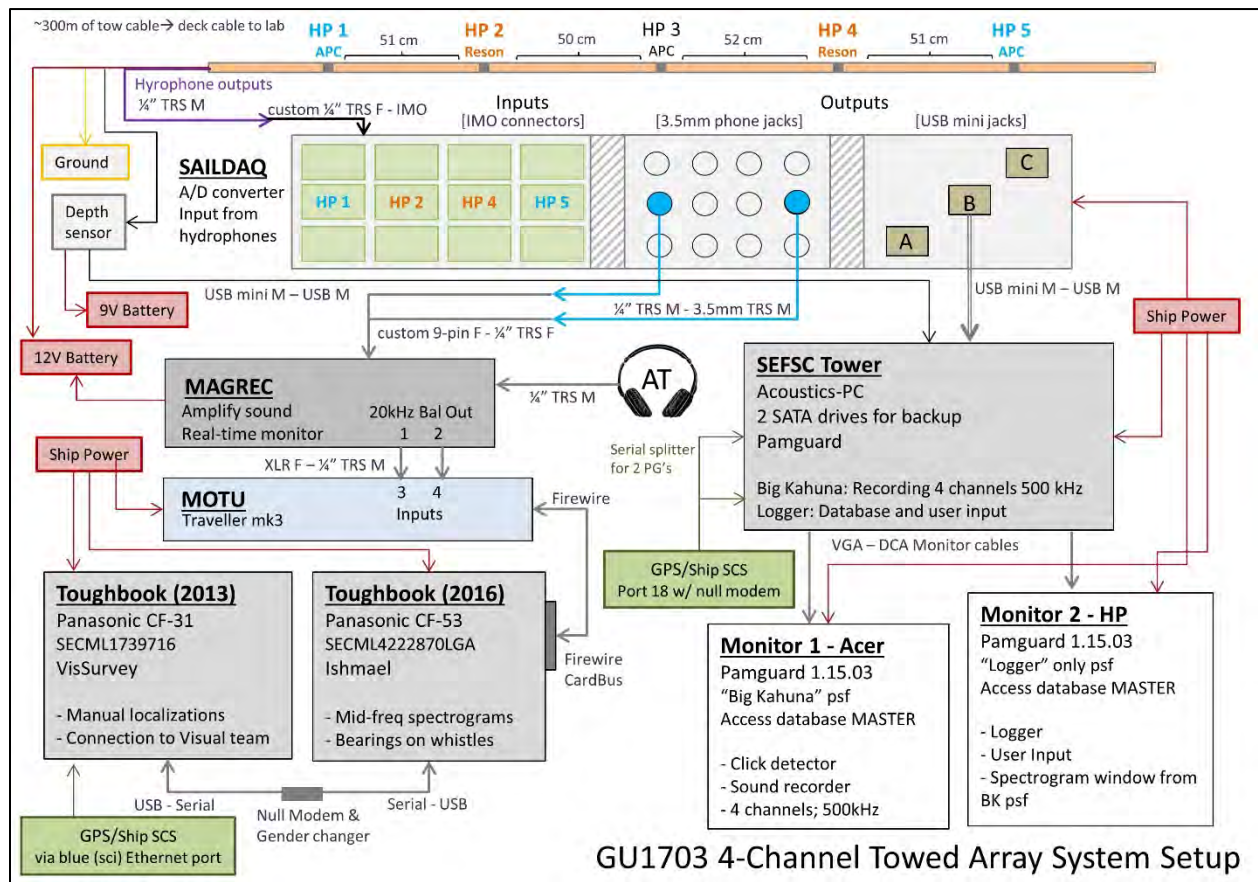 ~300m of tow cable→ deck cable to lab
HP 1
APC
51 cm
HP 2
Reson
50 cm
HP 3
APC
52 cm
HP 4
Reson
51 cm
HP 5
APC
Hyrophone outputs
¼” TRS M
custom ¼” TRS F - IMO
Inputs
[IMO connectors]
Outputs
[3.5mm phone jacks]
[USB mini jacks]
Ground
SAILDAQ
A/D converter
Input from
hydrophones
HP 1
HP 2
HP 4
HP 5
A
B
C
Depth
sensor
USB mini M – USB M
9V Battery
12V Battery
¼” TRS M - 3.5mm TRS M
custom 9-pin F - ¼” TRS F
USB mini M – USB M
Ship Power
MAGREC
Amplify sound
Real-time monitor
20kHz Bal Out
1 2
AT
¼” TRS M
SEFSC Tower
Acoustics-PC
2 SATA drives for backup
Pamguard
Big Kahuna: Recording 4 channels 500 kHz
Logger: Database and user input
Serial splitter
for 2 PG’s
Ship Power
XLR F – ¼” TRS M
MOTU
Traveller mk3
3 4
Inputs
Firewire
GPS/Ship SCS
Port 18 w/ null modem
VGA – DCA Monitor cables
Toughbook (2013)
Panasonic CF-31
SECML1739716
VisSurvey
- Manual localizations
- Connection to Visual team
Toughbook (2016)
Panasonic CF-53
SECML4222870LGA
Ishmael
- Mid-freq spectrograms
- Bearings on whistles
Firewire
CardBus
Monitor 1 - Acer
Pamguard 1.15.03
“Big Kahuna” psf
Access database MASTER
- Click detector
- Sound recorder
- 4 channels; 500kHz
Monitor 2 - HP
Pamguard 1.15.03
“Logger” only psf
Access database MASTER
- Logger
- User Input
- Spectrogram window from
BK psf
USB - Serial
Null Modem &
Gender changer
Serial - USB
GPS/Ship SCS
via blue (sci) Ethernet port
GU1703 4-Channel Towed Array System Setup